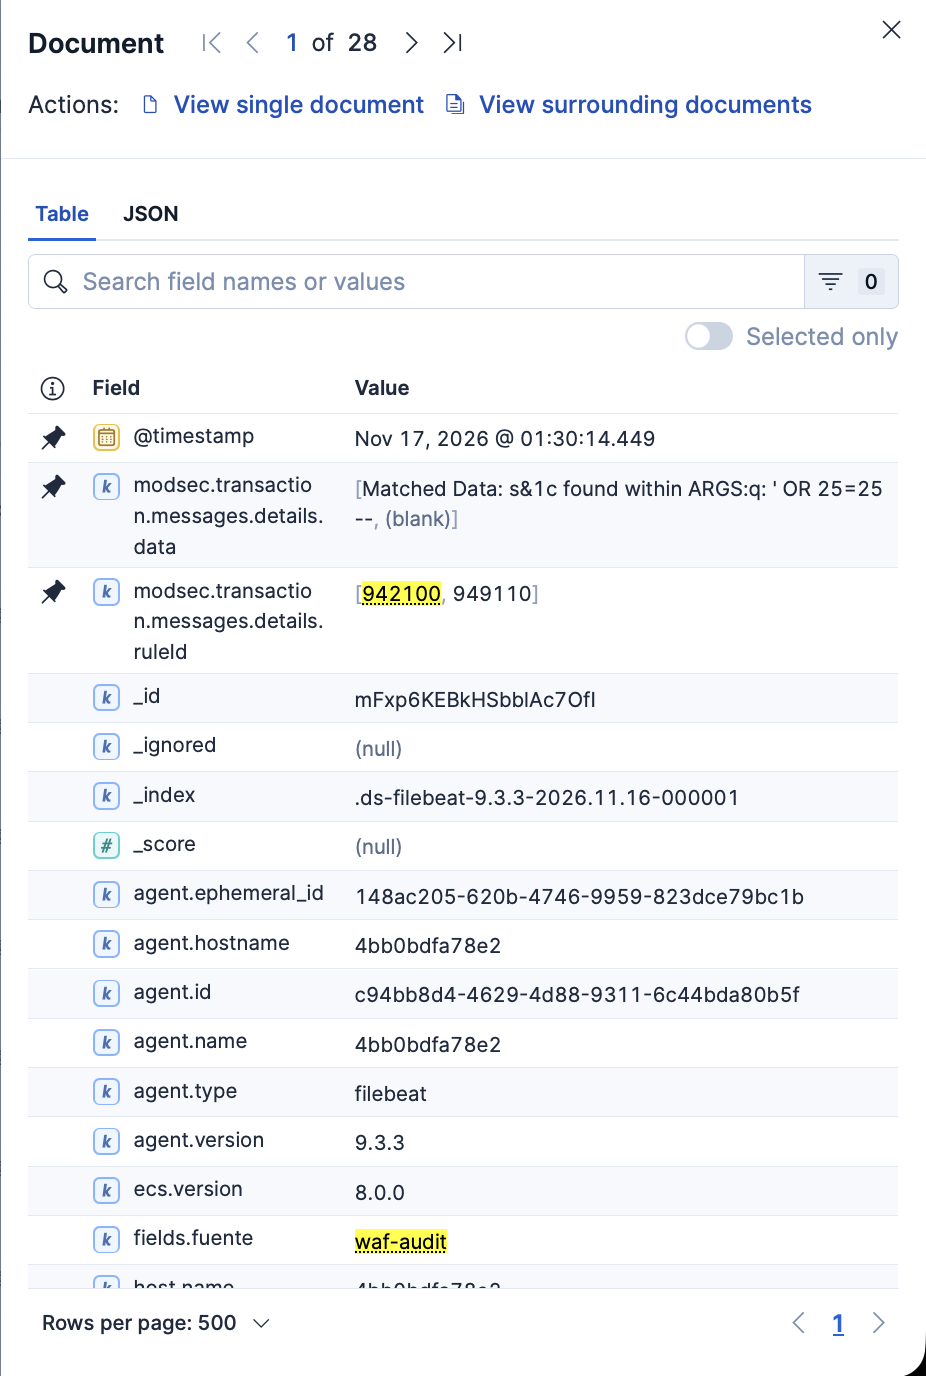 Document 1 of 28
Actions: View single document View surrounding documents
Table JSON
Search field names or values 0
Selected only
Field Value
@timestamp Nov 17, 2026 @ 01:30:14.449
modsec.transactio
n.messages.details.
data
[Matched Data: s&1c found within ARGS:q: ' OR 25=25
--, (blank)]
modsec.transactio
n.messages.details.
ruleId
[942100, 949110]
_id mFxp6KEBkHSbblAc7OfI
_ignored (null)
_index .ds-filebeat-9.3.3-2026.11.16-000001
_score (null)
agent.ephemeral_id 148ac205-620b-4746-9959-823dce79bc1b
agent.hostname 4bb0bdfa78e2
agent.id c94bb8d4-4629-4d88-9311-6c44bda80b5f
agent.name 4bb0bdfa78e2
agent.type filebeat
agent.version 9.3.3
ecs.version 8.0.0
fields.fuente waf-audit
host.name 4bb0bdfa78e2
Rows per page: 500 1